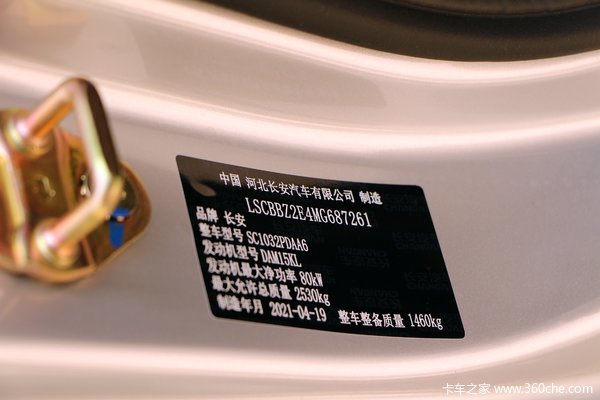 中国 河北长安汽车有限公司 制造
LSCBBZ2E4MG687261
品牌 长安
整车型号 SC1032PDAA6
发动机型号 DAM15KL
发动机最大净功率 80kW
最大允许总质量 2530kg
制造年月 2021-04-19 整车整备质量 1460kg
卡车之家 www.360che.com